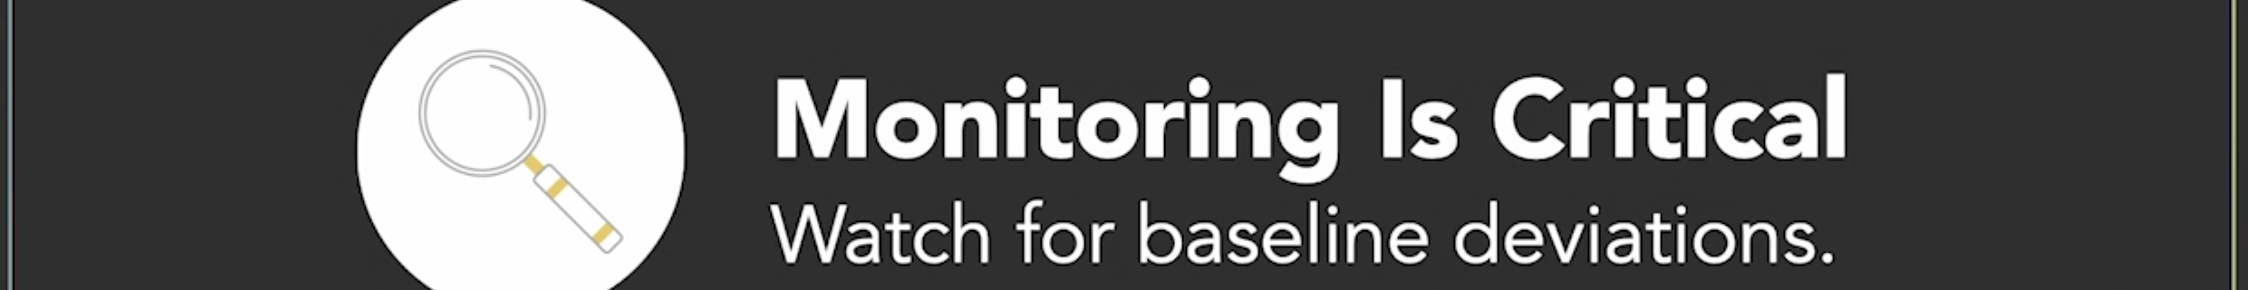 Monitoring Is Critical
Watch for baseline deviations.